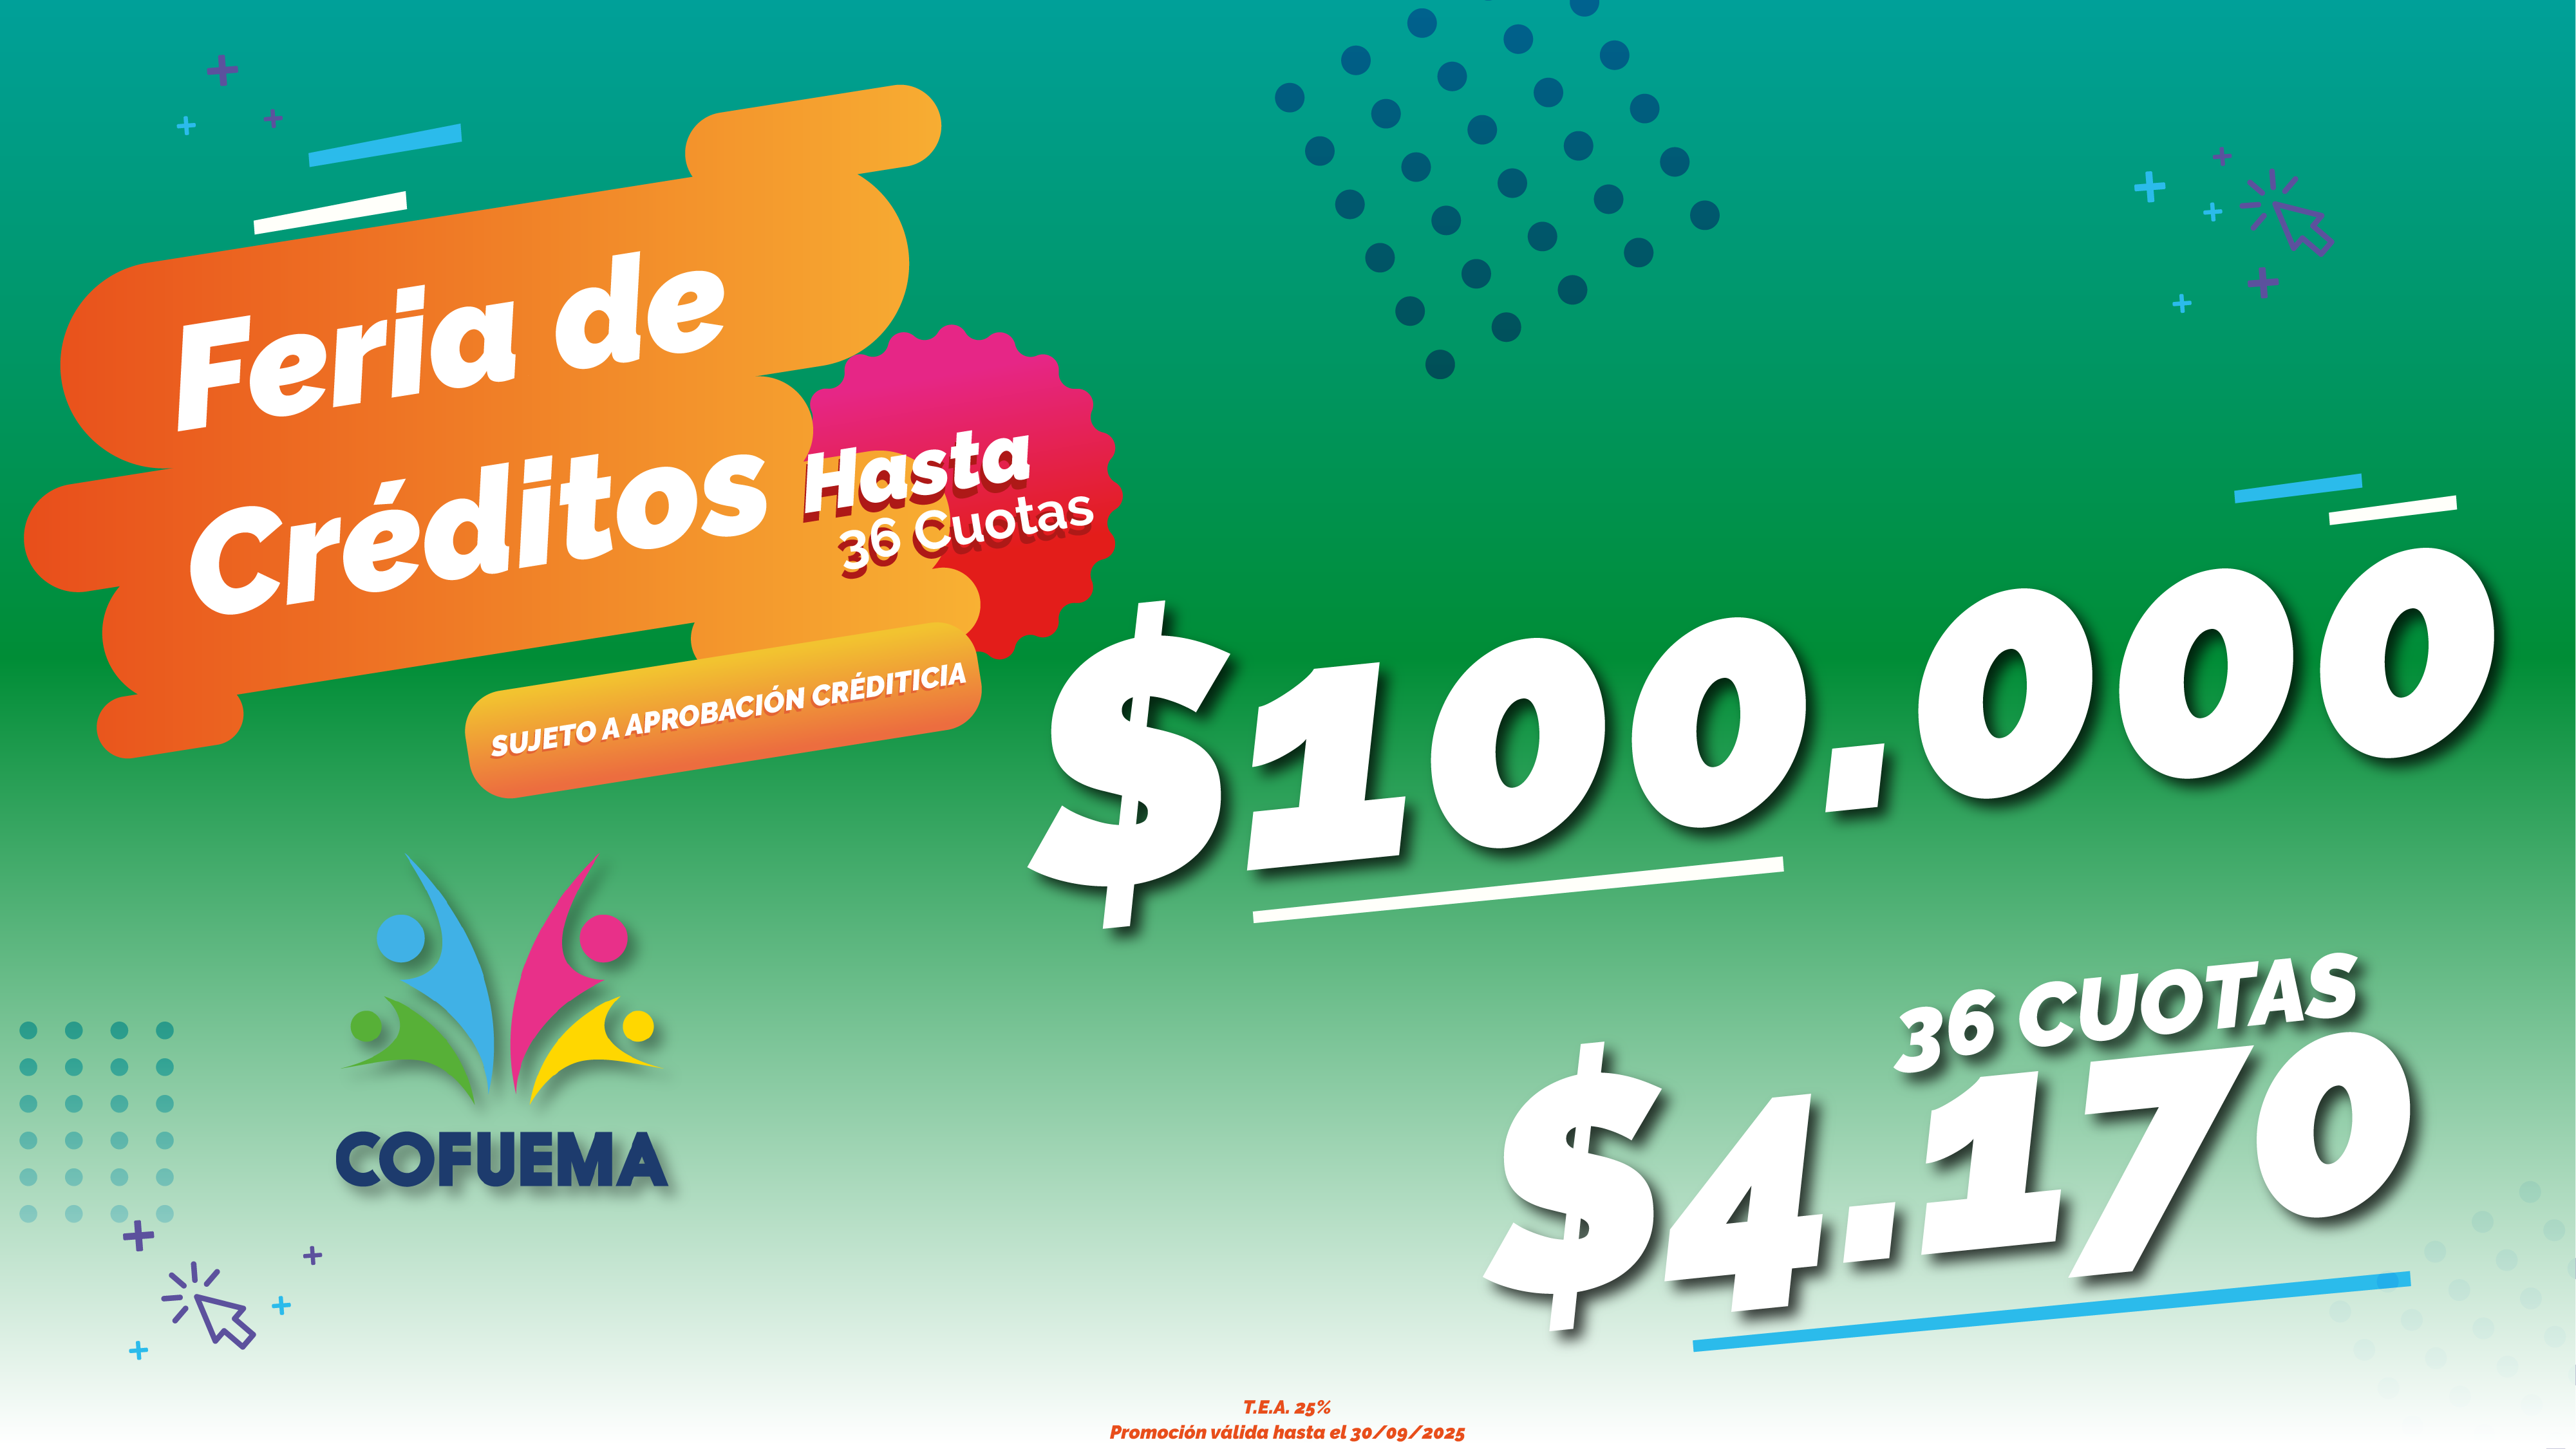 Feria de
Créditos
Hasta
36 Cuotas
SUJETO A APROBACIÓN CRÉDITICIA
$100.000
36 CUOTAS
$4.170
COFUEMA
T.E.A. 25%
Promoción válida hasta el 30/09/2025